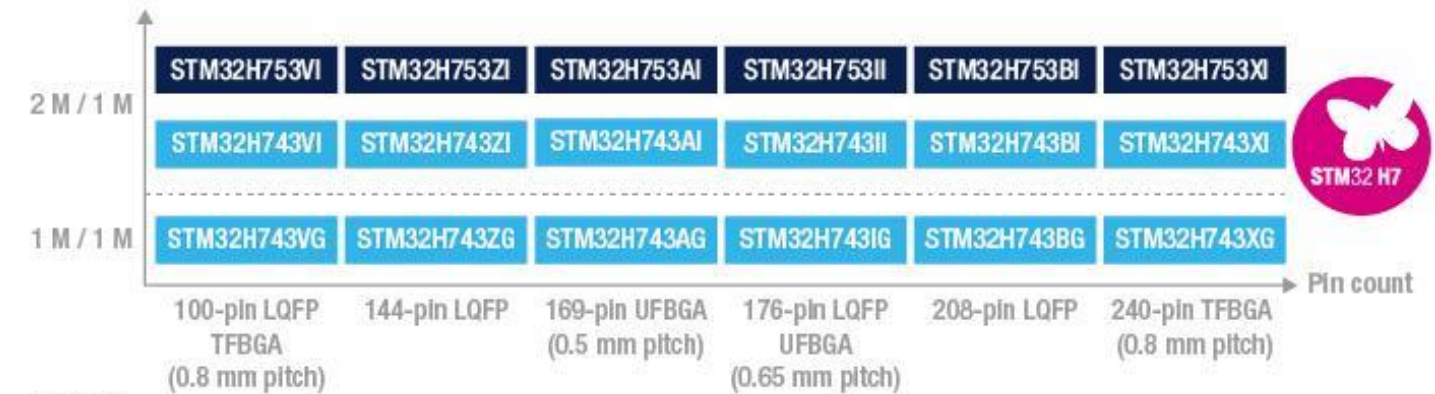 STM32H753VI STM32H753ZI STM32H753AI STM32H753II STM32H753BI STM32H753XI
2 M / 1 M
STM32H743VI STM32H743ZI STM32H743AI STM32H743II STM32H743BI STM32H743XI
STM32 H7
1 M / 1 M STM32H743VG STM32H743ZG STM32H743AG STM32H743IG STM32H743BG STM32H743XG
Pin count
100-pin LQFP 144-pin LQFP 169-pin UFBGA 176-pin LQFP 208-pin LQFP 240-pin TFBGA
TFBGA (0.5 mm pitch) UFBGA (0.8 mm pitch)
(0.8 mm pitch) (0.65 mm pitch)